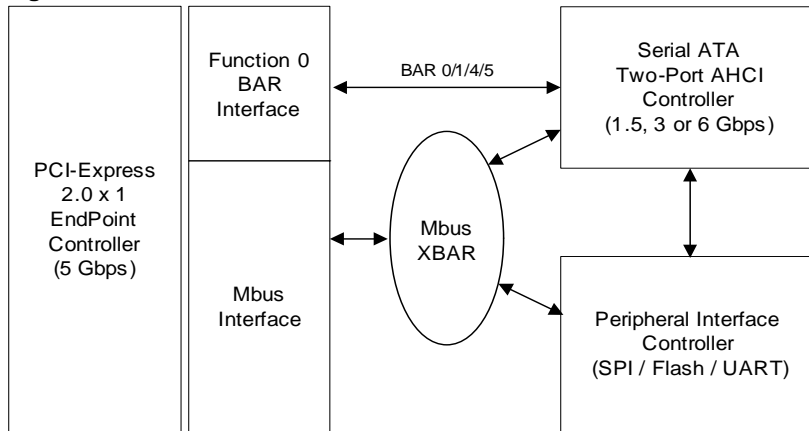 PCI-Express
2.0 x 1
EndPoint
Controller
(5 Gbps)
Function 0
BAR
Interface
Mbus
Interface
BAR 0/1/4/5
Mbus
XBAR
Serial ATA
Two-Port AHCI
Controller
(1.5, 3 or 6 Gbps)
Peripheral Interface
Controller
(SPI / Flash / UART)